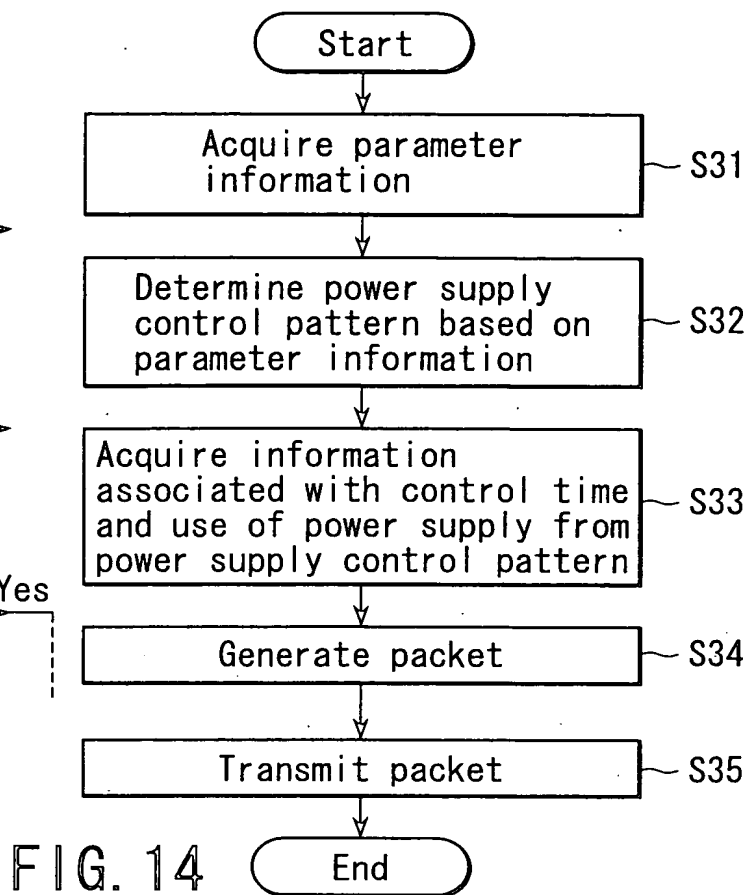 Start
Acquire parameter
information
S31
Determine power supply
control pattern based on
parameter information
S32
Acquire information
associated with control time
and use of power supply from
power supply control pattern
S33
Yes
Generate packet
S34
Transmit packet
S35
End
FIG. 14